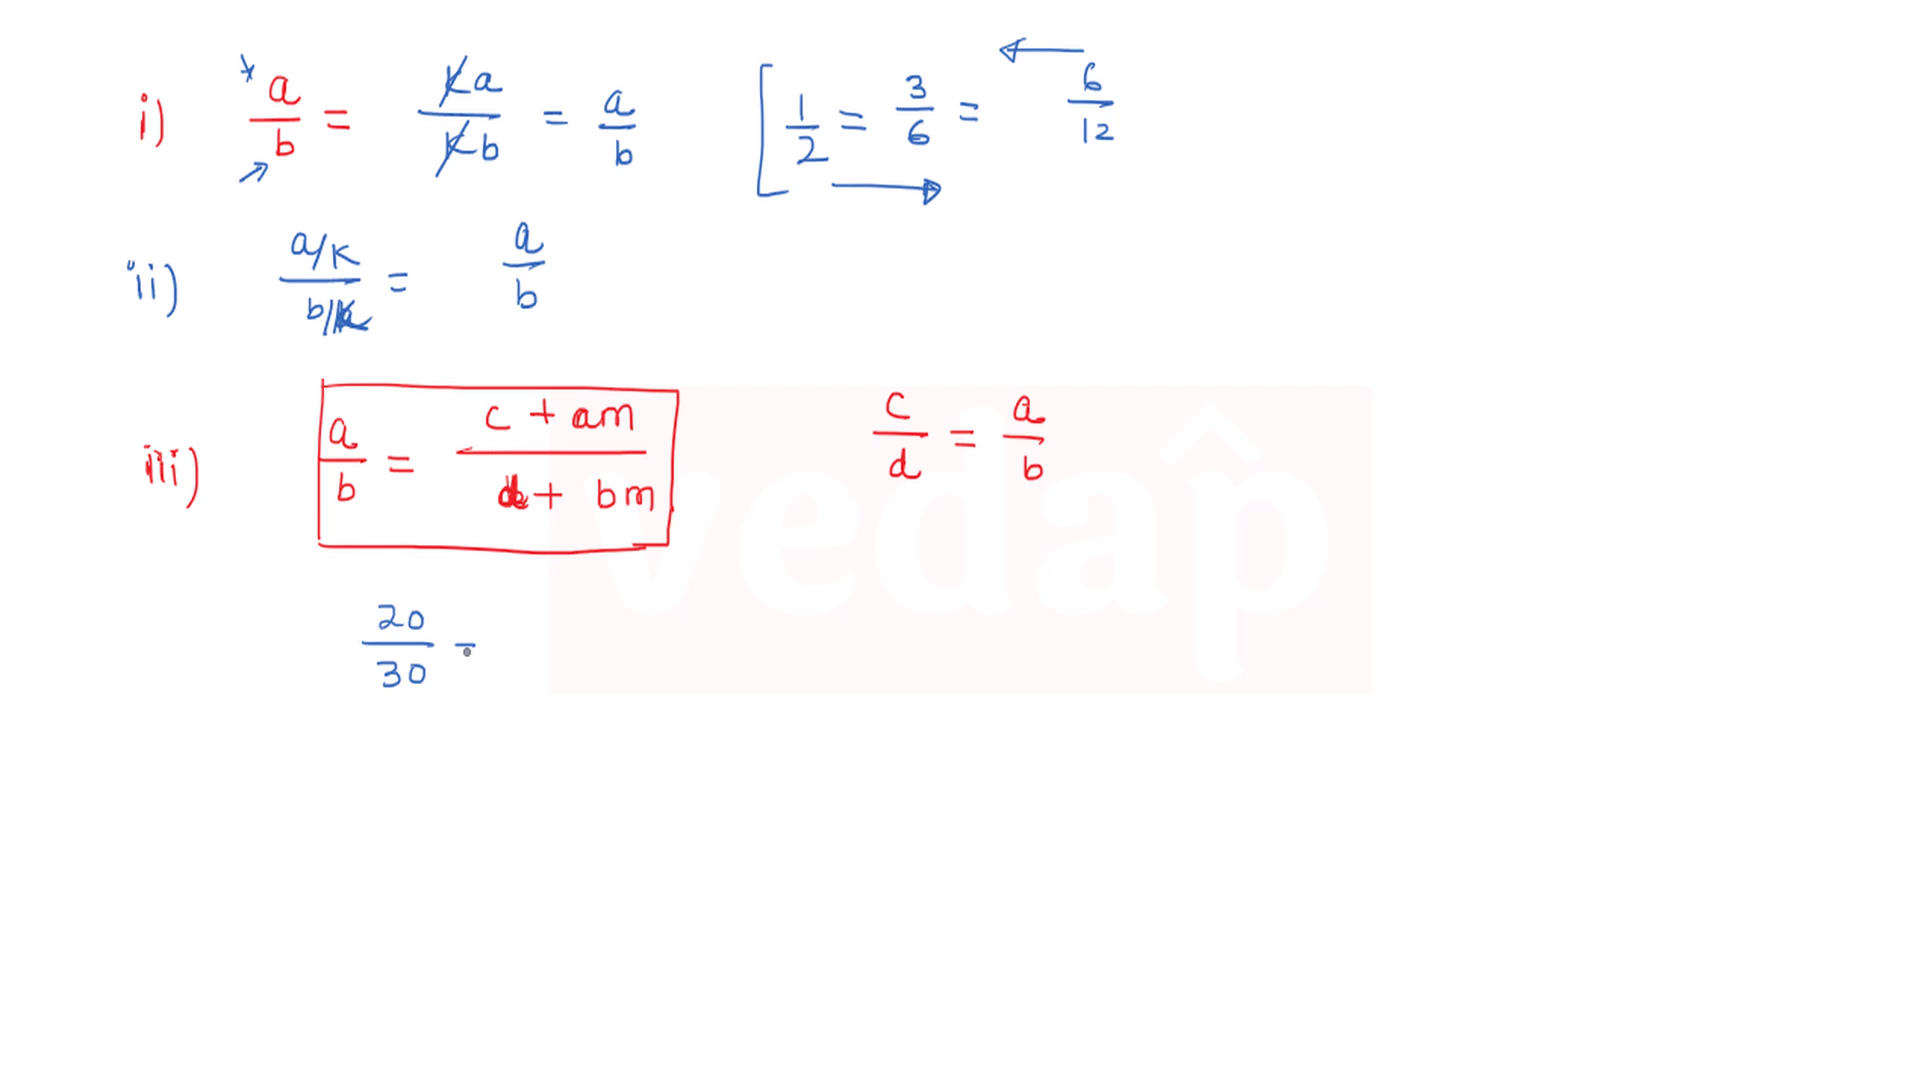 i) a/b = Ka/Kb = a/b [ 1/2 = 3/6 = 6/12
ii) a/K / b/K = a/b
iii) a/b = c + am / d + bm c/d = a/b
20/30 =
vedap